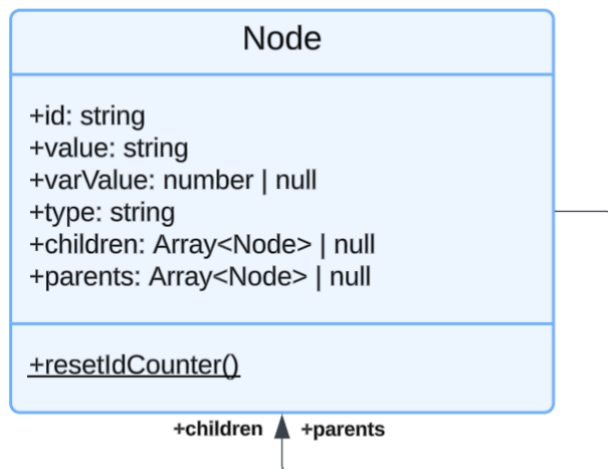 Node
+id: string
+value: string
+varValue: number | null
+type: string
+children: Array<Node> | null
+parents: Array<Node> | null
+resetIdCounter()
+children +parents